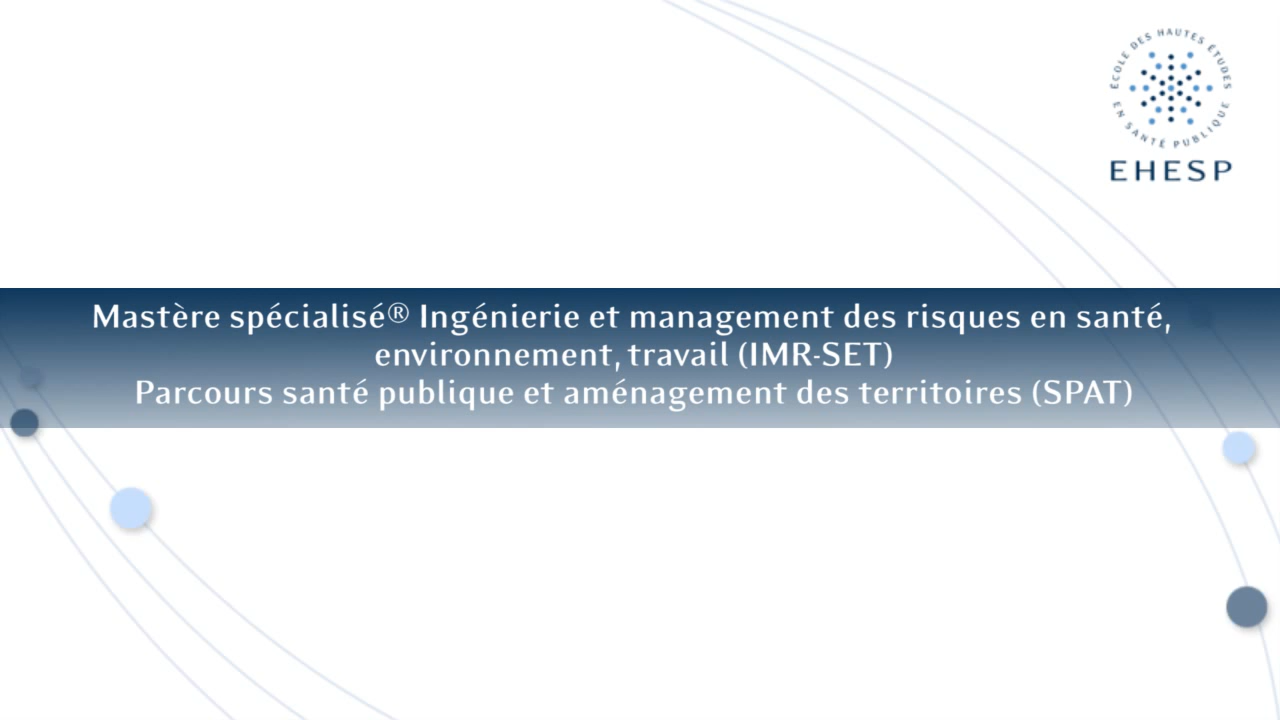 ÉCOLE DES HAUTES ÉTUDES
EN SANTÉ PUBLIQUE
EHESP
Mastère spécialisé® Ingénierie et management des risques en santé,
environnement, travail (IMR-SET)
Parcours santé publique et aménagement des territoires (SPAT)